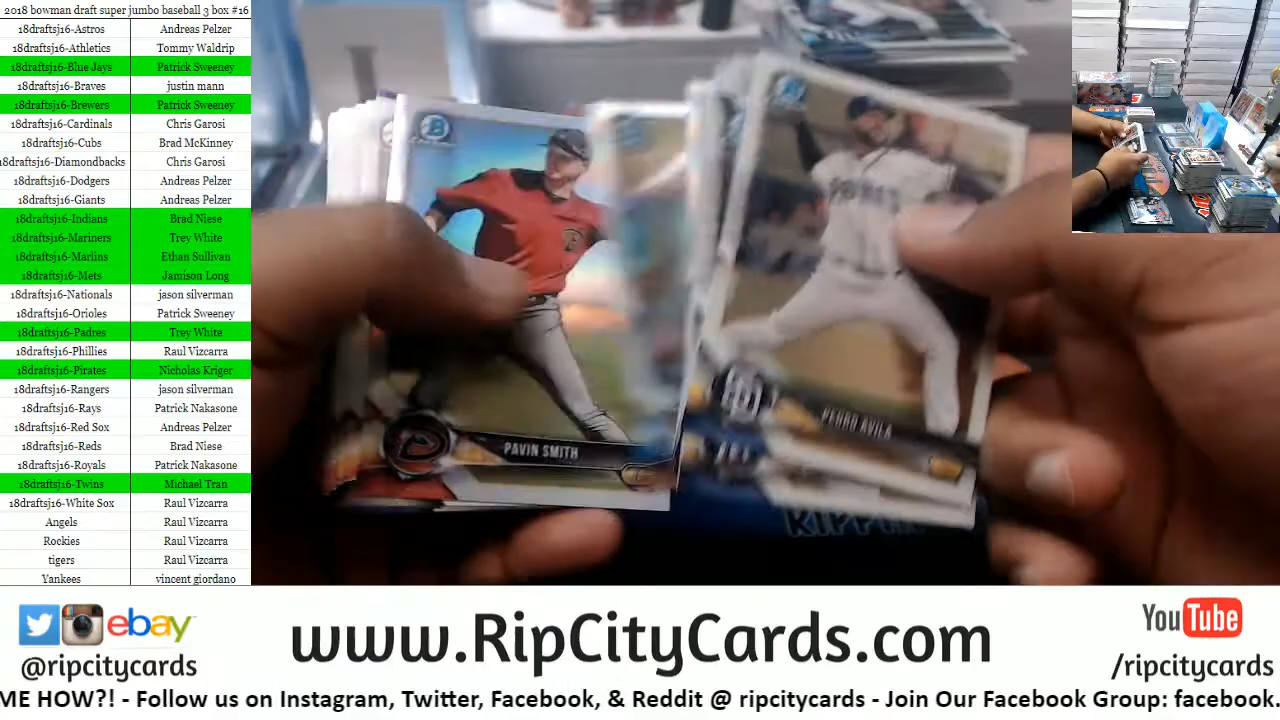 2018 bowman draft super jumbo baseball 3 box #16
18draftsj16-Astros Andreas Pelzer
18draftsj16-Athletics Tommy Waldrip
18draftsj16-Blue Jays Patrick Sweeney
18draftsj16-Braves justin mann
18draftsj16-Brewers Patrick Sweeney
18draftsj16-Cardinals Chris Garosi
18draftsj16-Cubs Brad McKinney
18draftsj16-Diamondbacks Chris Garosi
18draftsj16-Dodgers Andreas Pelzer
18draftsj16-Giants Andreas Pelzer
18draftsj16-Indians Brad Niese
18draftsj16-Mariners Trey White
18draftsj16-Marlins Ethan Sullivan
18draftsj16-Mets Jamison Long
18draftsj16-Nationals jason silverman
18draftsj16-Orioles Patrick Sweeney
18draftsj16-Padres Trey White
18draftsj16-Phillies Raul Vizcarra
18draftsj16-Pirates Nicholas Kriger
18draftsj16-Rangers jason silverman
18draftsj16-Rays Patrick Nakasone
18draftsj16-Red Sox Andreas Pelzer
18draftsj16-Reds Brad Niese
18draftsj16-Royals Patrick Nakasone
18draftsj16-Twins Michael Tran
18draftsj16-White Sox Raul Vizcarra
Angels Raul Vizcarra
Rockies Raul Vizcarra
tigers Raul Vizcarra
Yankees vincent giordano
B
PAVIN SMITH
PEDRO AVILA
ebay
@ripcitycards
www.RipCityCards.com
YouTube
/ripcitycards
ME HOW?! - Follow us on Instagram, Twitter, Facebook, & Reddit @ ripcitycards - Join Our Facebook Group: facebook.